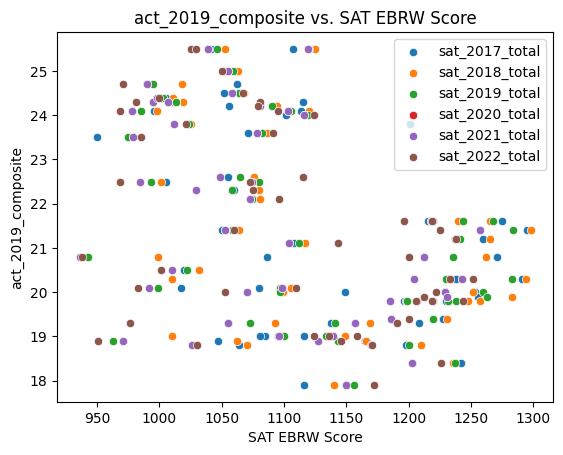 act_2019_composite vs. SAT EBRW Score
sat_2017_total
sat_2018_total
sat_2019_total
sat_2020_total
sat_2021_total
sat_2022_total
act_2019_composite
25
24
23
22
21
20
19
18
950
1000
1050
1100
1150
1200
1250
1300
SAT EBRW Score